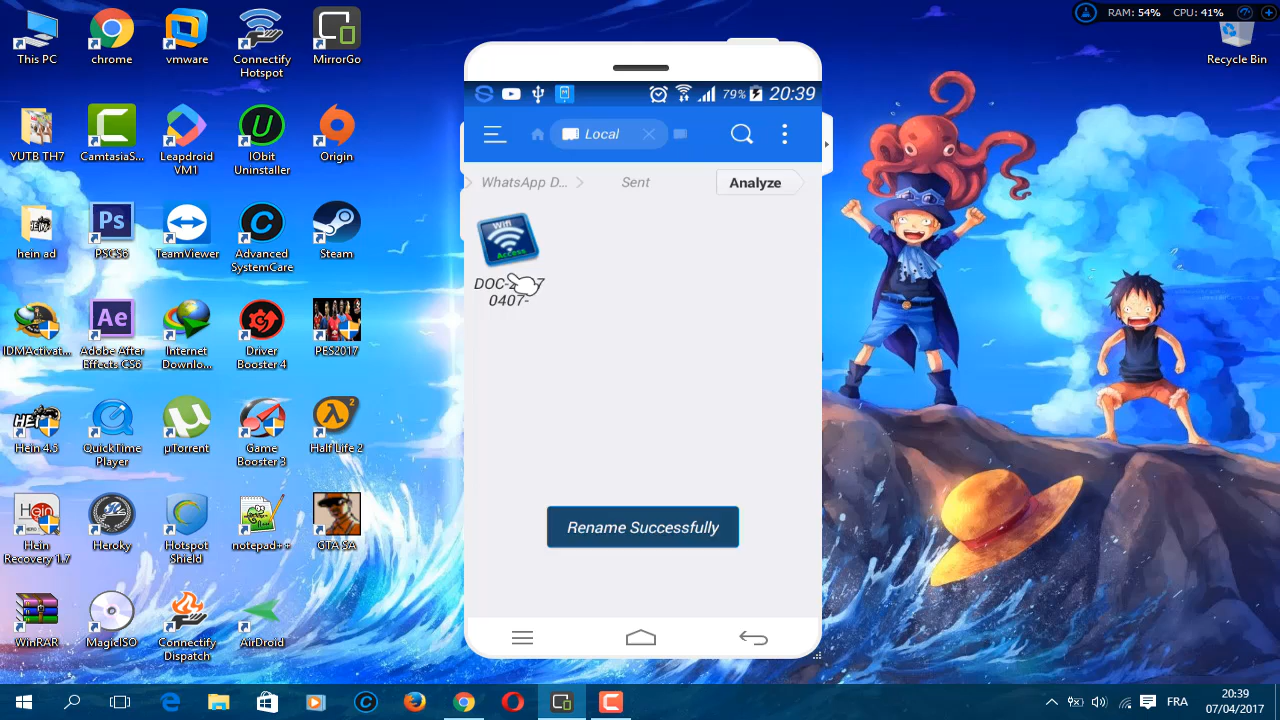 RAM: 54% CPU: 41%
This PC
chrome
vmware
Connectify
Hotspot
MirrorGo
Recycle Bin
79%
20:39
Local
WhatsApp D...
Sent
Analyze
Wifi
Access
0407-
Rename Successfully
YUTB TH7
CamtasiaS...
Leapdroid
VM1
IObit
Uninstaller
Origin
hein ad
Ps
PSCS6
TeamViewer
Advanced
SystemCare
Steam
IDMActivat...
Ae
Adobe After
Effects CS6
Internet
Downlo...
Driver
Booster 4
PES2017
Hein 4.5
QuickTime
Player
µTorrent
Game
Booster 3
Half Life 2
Hein
Recovery 1.7
Heroky
Hotspot
Shield
notepad++
GTA SA
WinRAR
MagicISO
Connectify
Dispatch
AirDroid
FRA
20:39
07/04/2017